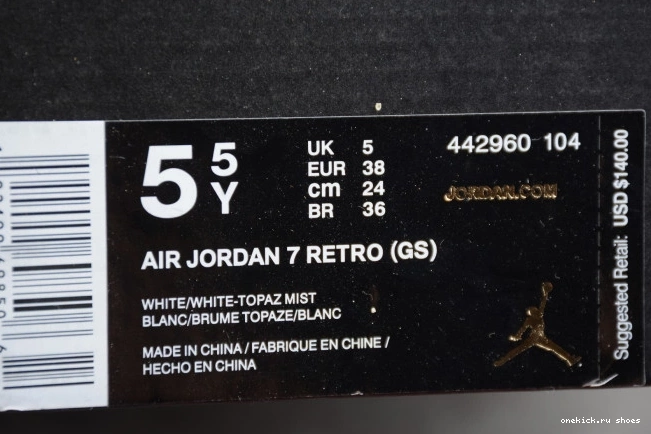 5 5 Y
UK 5
EUR 38
cm 24
BR 36
442960 104
JORDAN.COM
AIR JORDAN 7 RETRO (GS)
WHITE/WHITE-TOPAZ MIST
BLANC/BRUME TOPAZE/BLANC
MADE IN CHINA / FABRIQUE EN CHINE /
HECHO EN CHINA
Suggested Retail: USD $140.00
onekick.ru shoes